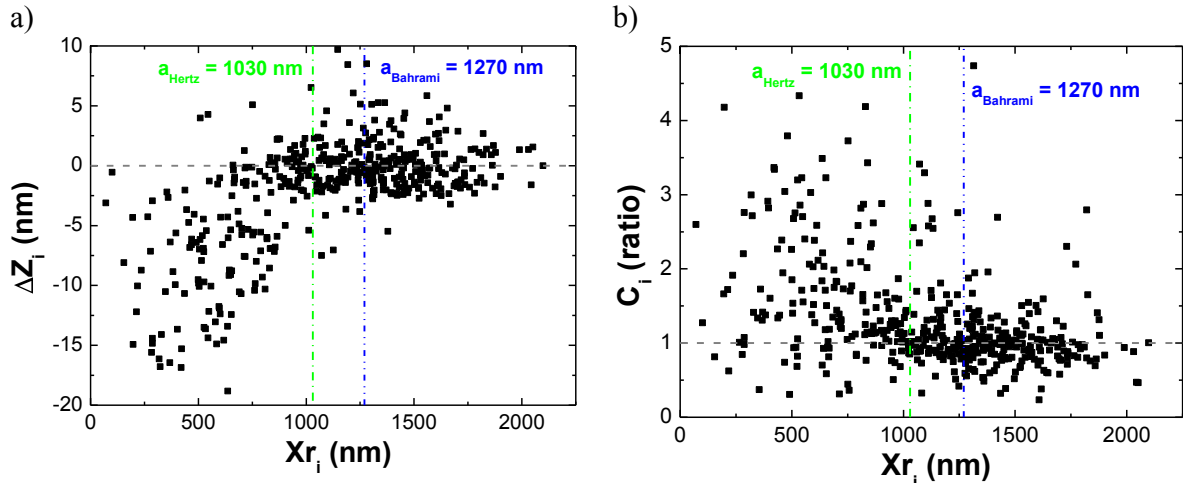 a)
10
5
0
-5
-10
-15
-20
ΔZi (nm)
aHertz = 1030 nm
aBahrami = 1270 nm
0 500 1000 1500 2000
Xri (nm)
b)
5
4
3
2
1
0
Ci (ratio)
aHertz = 1030 nm
aBahrami = 1270 nm
0 500 1000 1500 2000
Xri (nm)